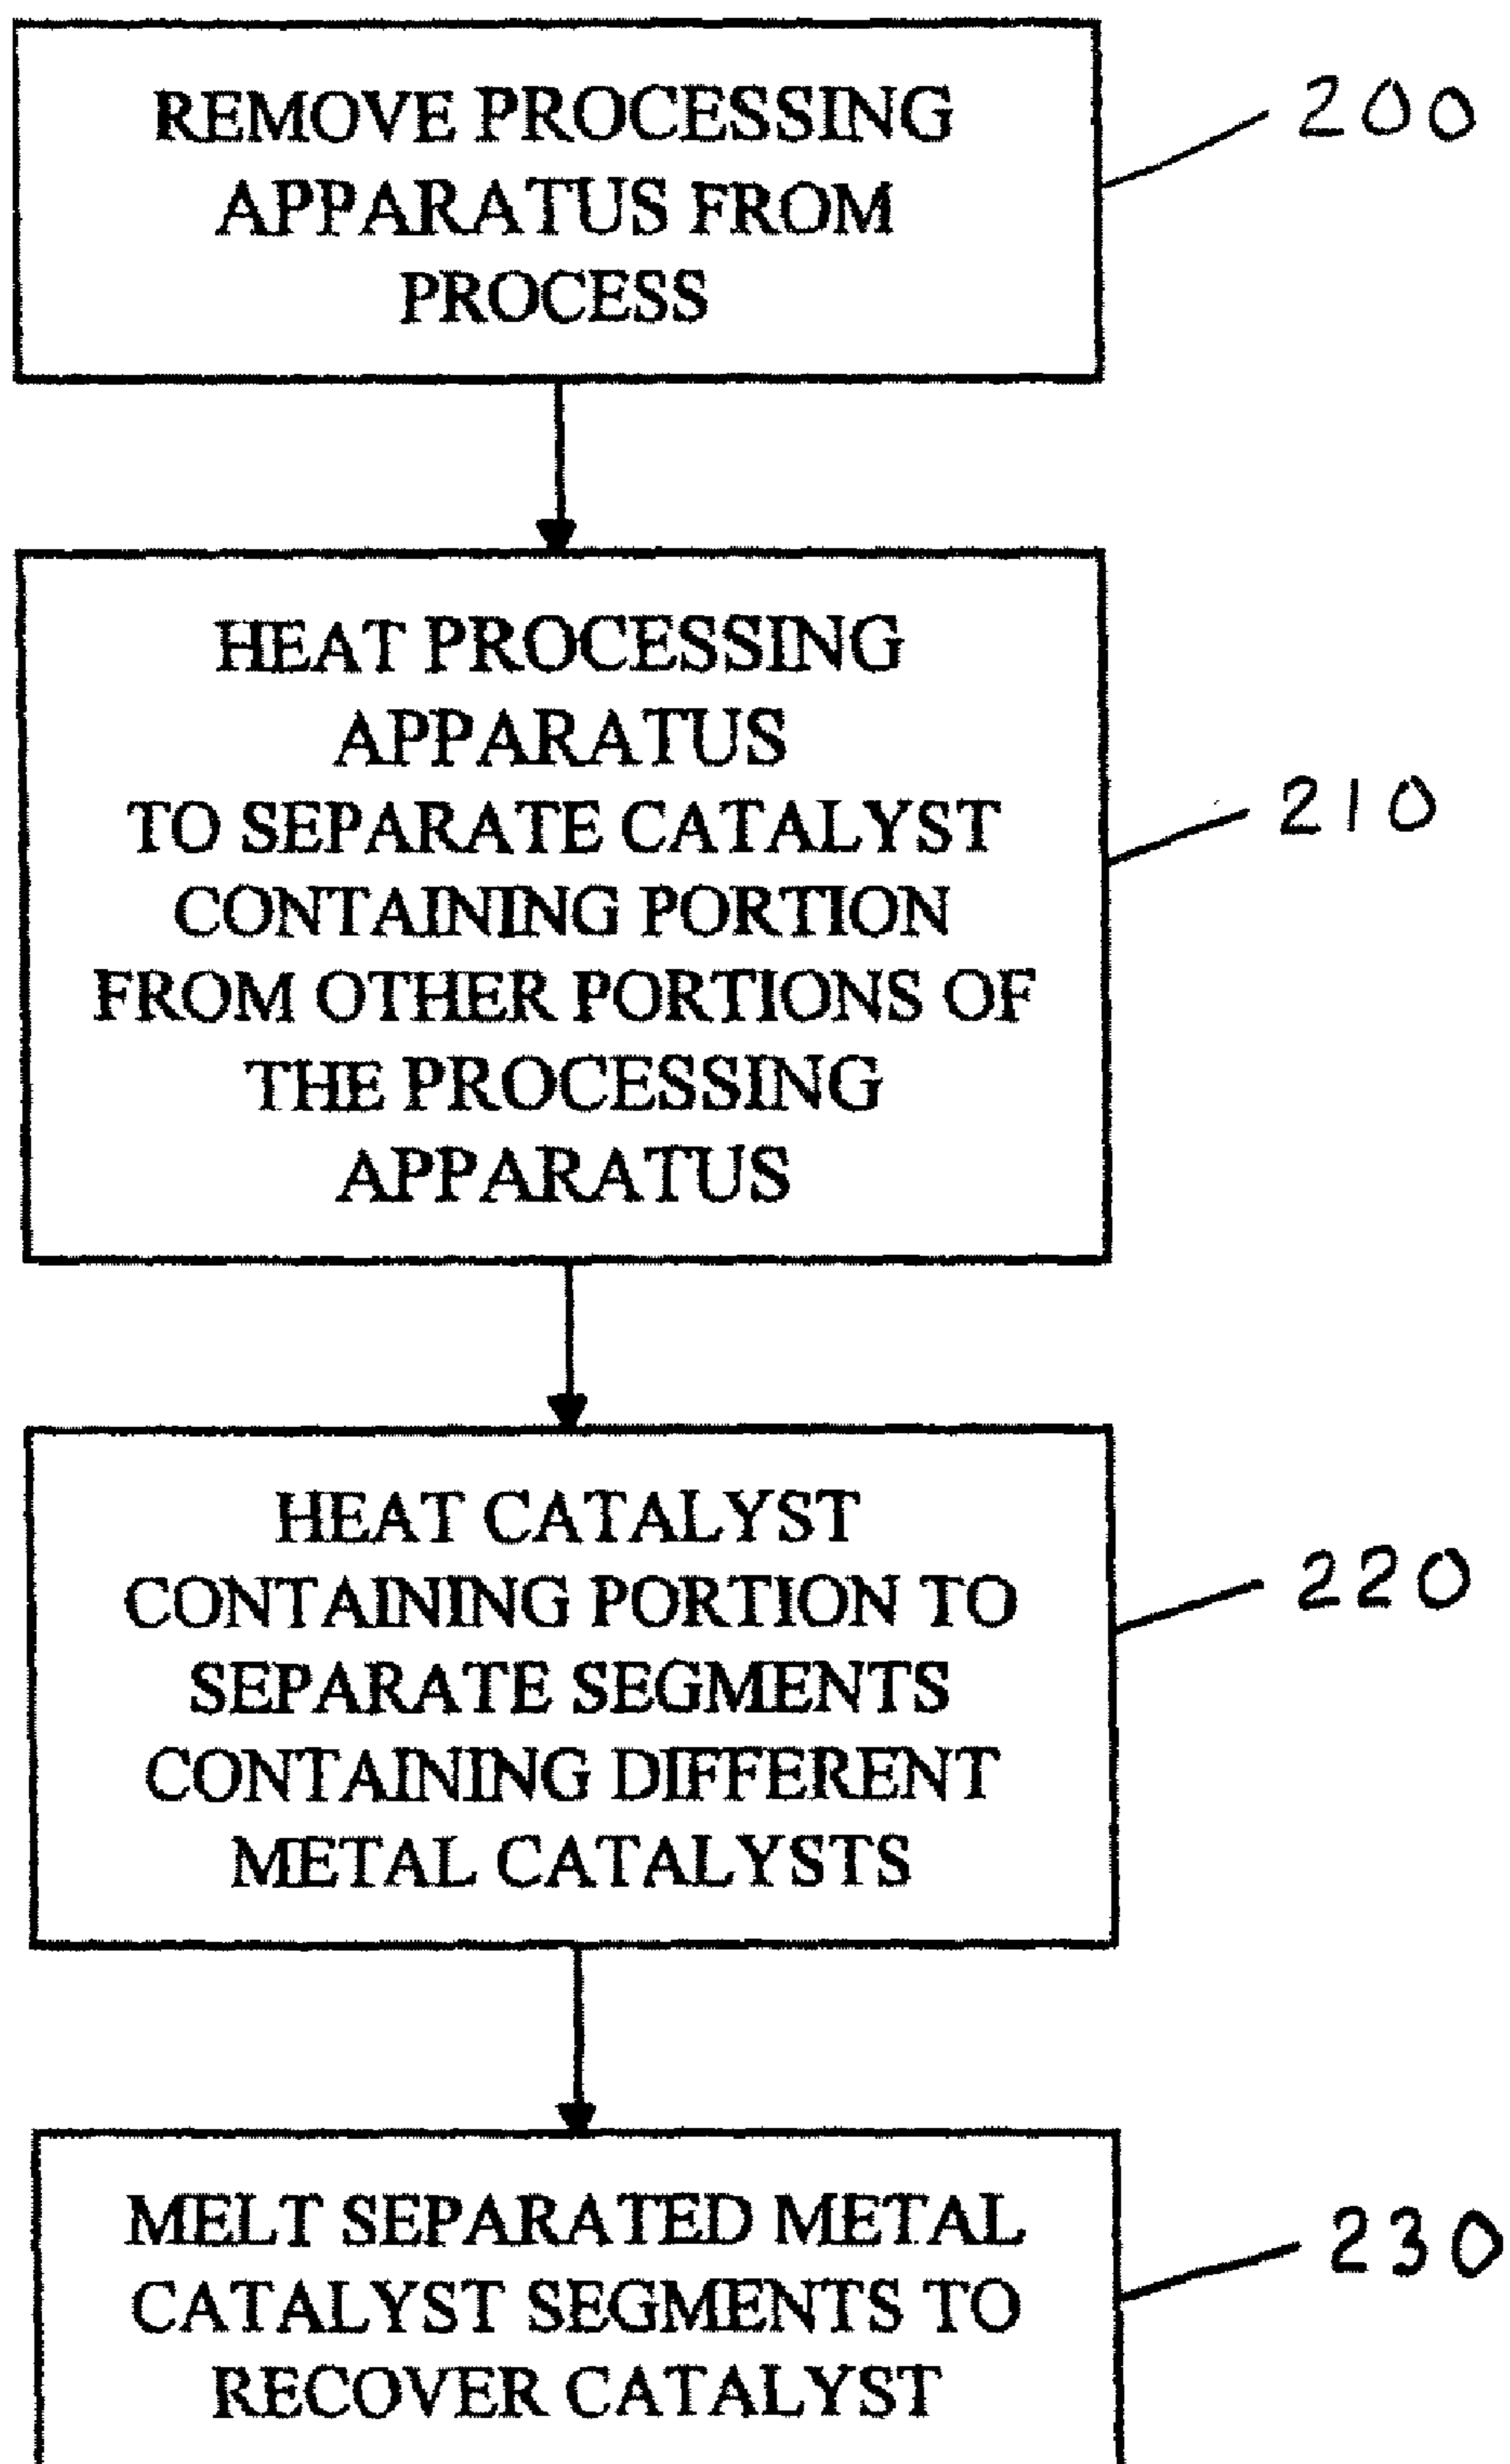 REMOVE PROCESSING
APPARATUS FROM
PROCESS
200
HEAT PROCESSING
APPARATUS
TO SEPARATE CATALYST
CONTAINING PORTION
FROM OTHER PORTIONS OF
THE PROCESSING
APPARATUS
210
HEAT CATALYST
CONTAINING PORTION TO
SEPARATE SEGMENTS
CONTAINING DIFFERENT
METAL CATALYSTS
220
MELT SEPARATED METAL
CATALYST SEGMENTS TO
RECOVER CATALYST
230